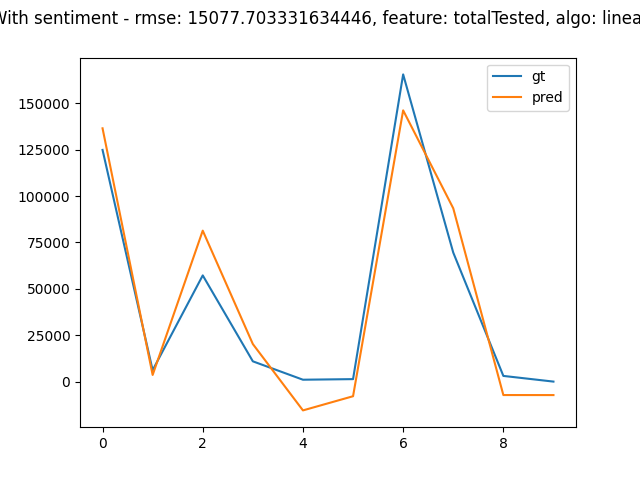 With sentiment - rmse: 15077.703331634446, feature: totalTested, algo: linea
gt
pred
150000
125000
100000
75000
50000
25000
0
0 2 4 6 8